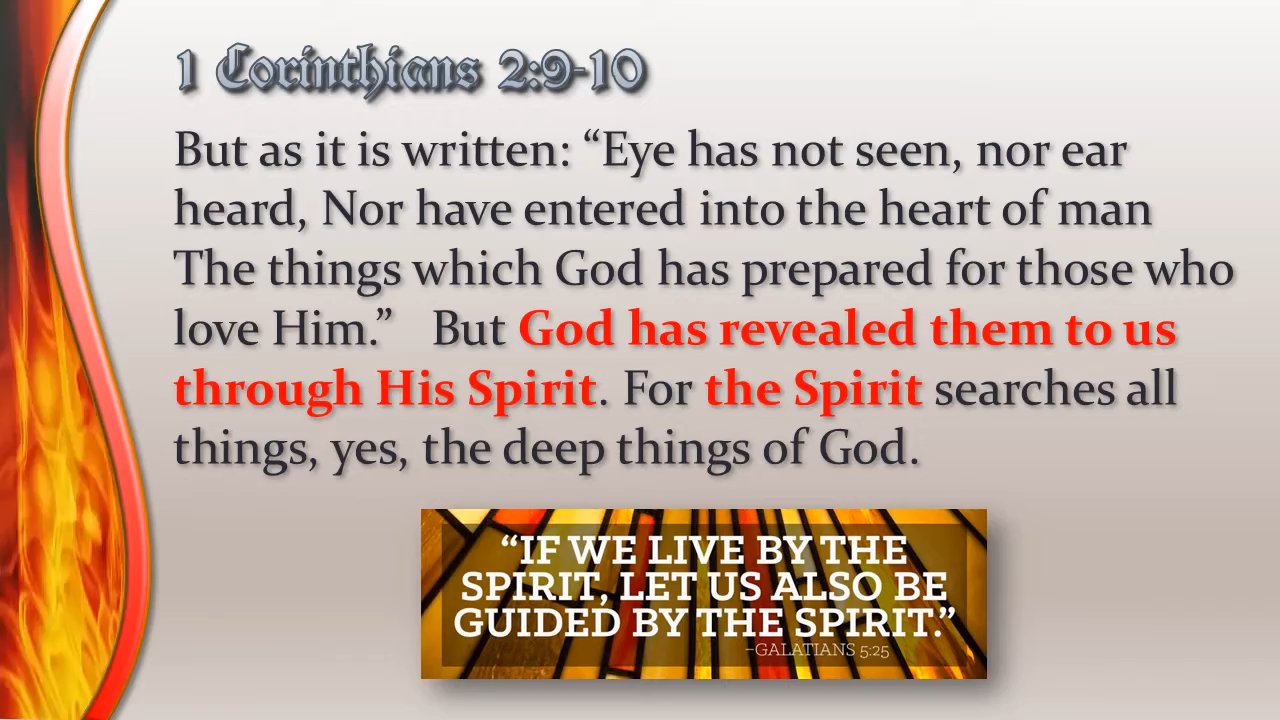 1 Corinthians 2:9-10
But as it is written: “Eye has not seen, nor ear
heard, Nor have entered into the heart of man
The things which God has prepared for those who
love Him.”   But God has revealed them to us
through His Spirit. For the Spirit searches all
things, yes, the deep things of God.
“IF WE LIVE BY THE
SPIRIT, LET US ALSO BE
GUIDED BY THE SPIRIT.”
–GALATIANS 5:25